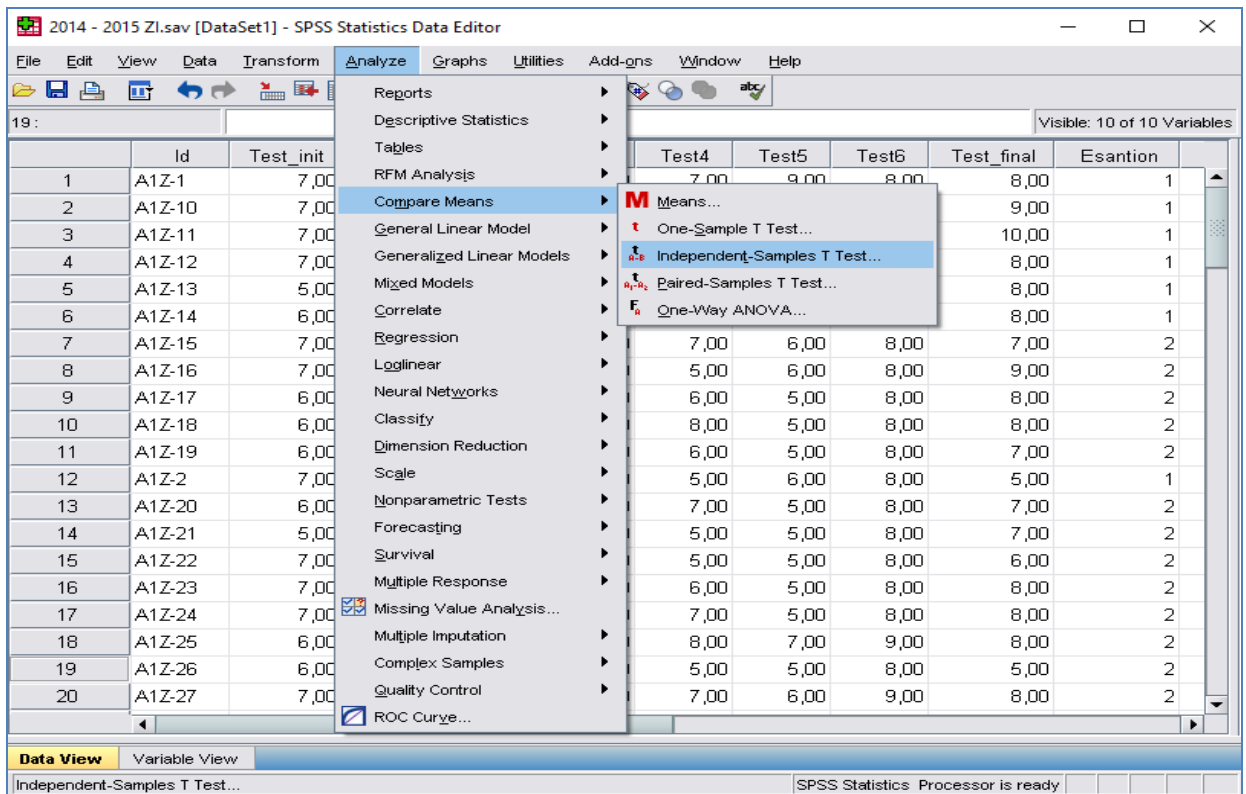 2014 - 2015 ZI.sav [DataSet1] - SPSS Statistics Data Editor
File Edit View Data Transform Analyze Graphs Utilities Add-ons Window Help
19 : Visible: 10 of 10 Variables
Id Test_init Test4 Test5 Test6 Test_final Esantion
1 A1Z-1 7,00 7,00 9,00 8,00 8,00 1
2 A1Z-10 7,00 9,00 1
3 A1Z-11 7,00 10,00 1
4 A1Z-12 7,00 8,00 1
5 A1Z-13 5,00 8,00 1
6 A1Z-14 6,00 8,00 1
7 A1Z-15 7,00 7,00 6,00 8,00 7,00 2
8 A1Z-16 7,00 5,00 6,00 8,00 9,00 2
9 A1Z-17 6,00 6,00 5,00 8,00 8,00 2
10 A1Z-18 6,00 8,00 5,00 8,00 8,00 2
11 A1Z-19 6,00 6,00 5,00 8,00 7,00 2
12 A1Z-2 7,00 5,00 6,00 8,00 5,00 1
13 A1Z-20 6,00 7,00 5,00 8,00 7,00 2
14 A1Z-21 5,00 5,00 5,00 8,00 7,00 2
15 A1Z-22 7,00 5,00 5,00 8,00 6,00 2
16 A1Z-23 7,00 6,00 5,00 8,00 8,00 2
17 A1Z-24 7,00 7,00 5,00 8,00 8,00 2
18 A1Z-25 6,00 8,00 7,00 9,00 8,00 2
19 A1Z-26 6,00 5,00 5,00 8,00 5,00 2
20 A1Z-27 7,00 7,00 6,00 9,00 8,00 2
Reports
Descriptive Statistics
Tables
RFM Analysis
Compare Means
General Linear Model
Generalized Linear Models
Mixed Models
Correlate
Regression
Loglinear
Neural Networks
Classify
Dimension Reduction
Scale
Nonparametric Tests
Forecasting
Survival
Multiple Response
Missing Value Analysis...
Multiple Imputation
Complex Samples
Quality Control
ROC Curve...
M Means...
t One-Sample T Test...
Independent-Samples T Test...
Paired-Samples T Test...
One-Way ANOVA...
Data View Variable View
Independent-Samples T Test... SPSS Statistics Processor is ready